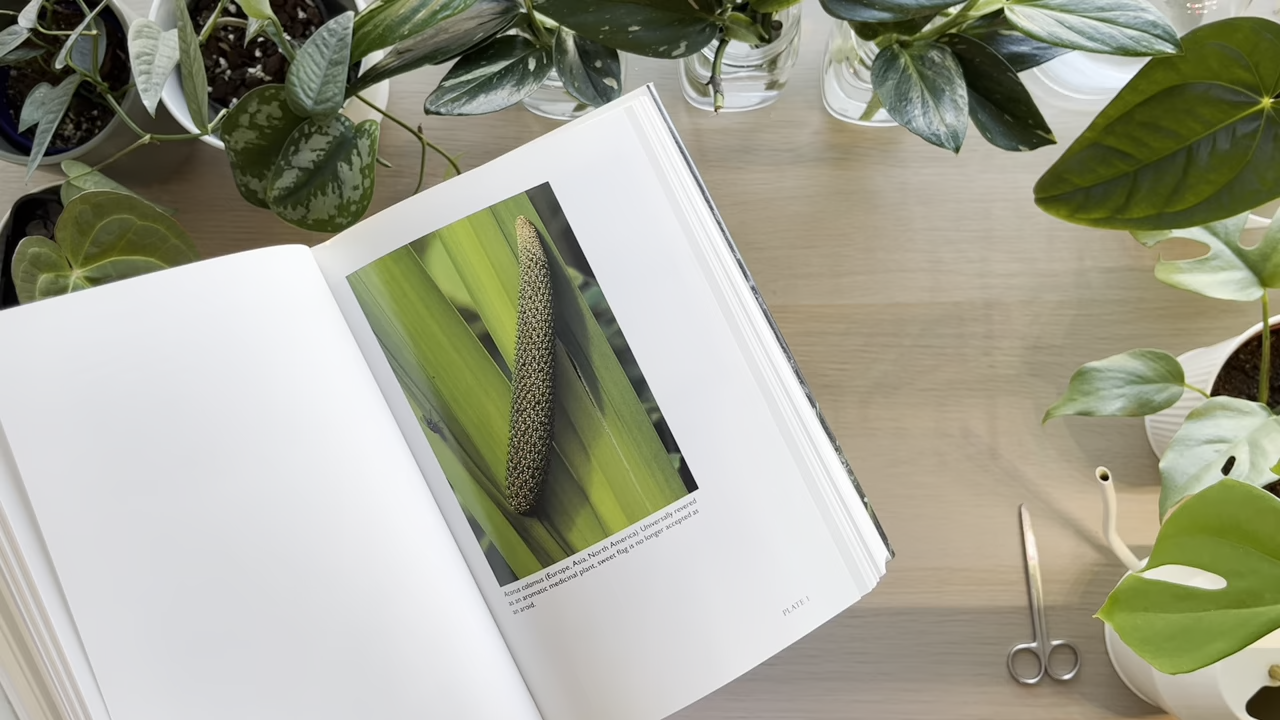 Acorus calamus (Europe, Asia, North America). Universally revered
as an aromatic medicinal plant, sweet flag is no longer accepted as
an aroid.
PLATE 1